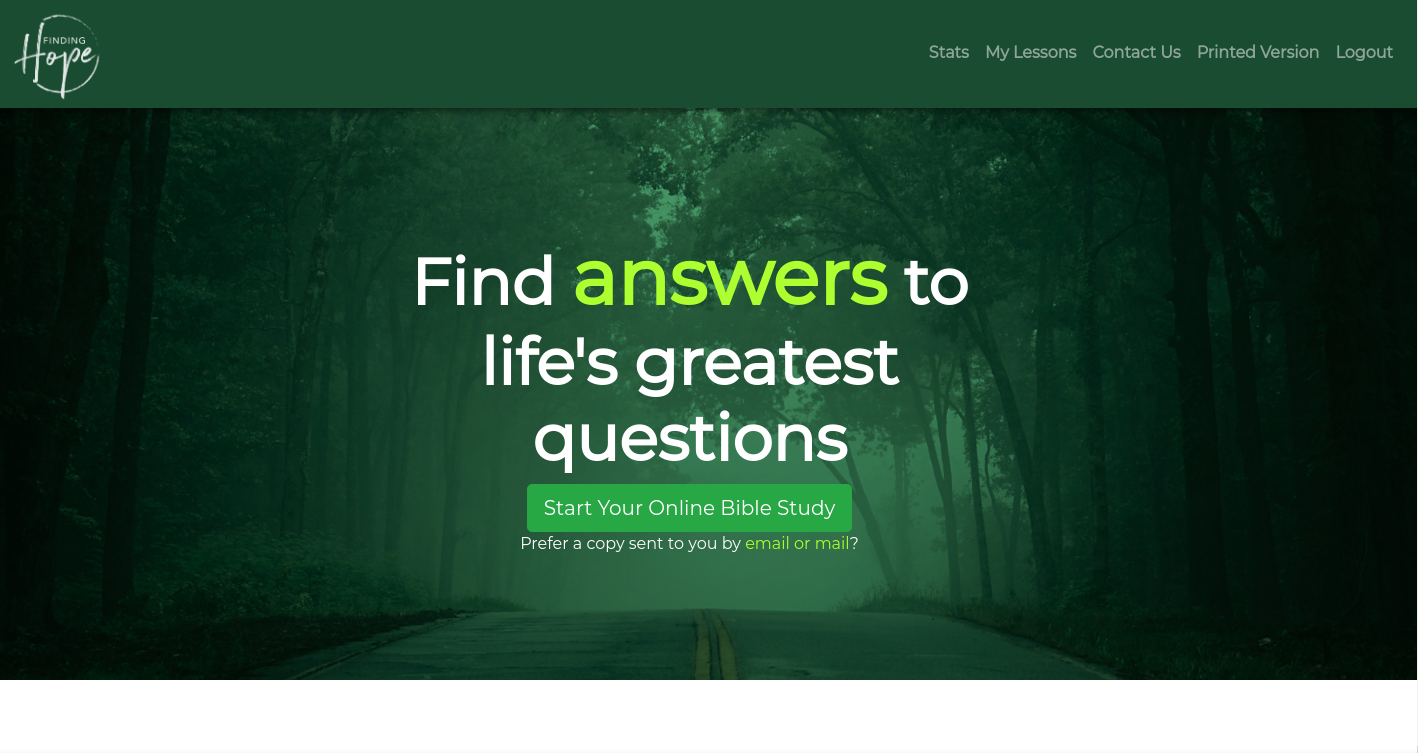 FINDING
Hope
Stats My Lessons Contact Us Printed Version Logout
Find answers to
life's greatest
questions
Start Your Online Bible Study
Prefer a copy sent to you by email or mail?